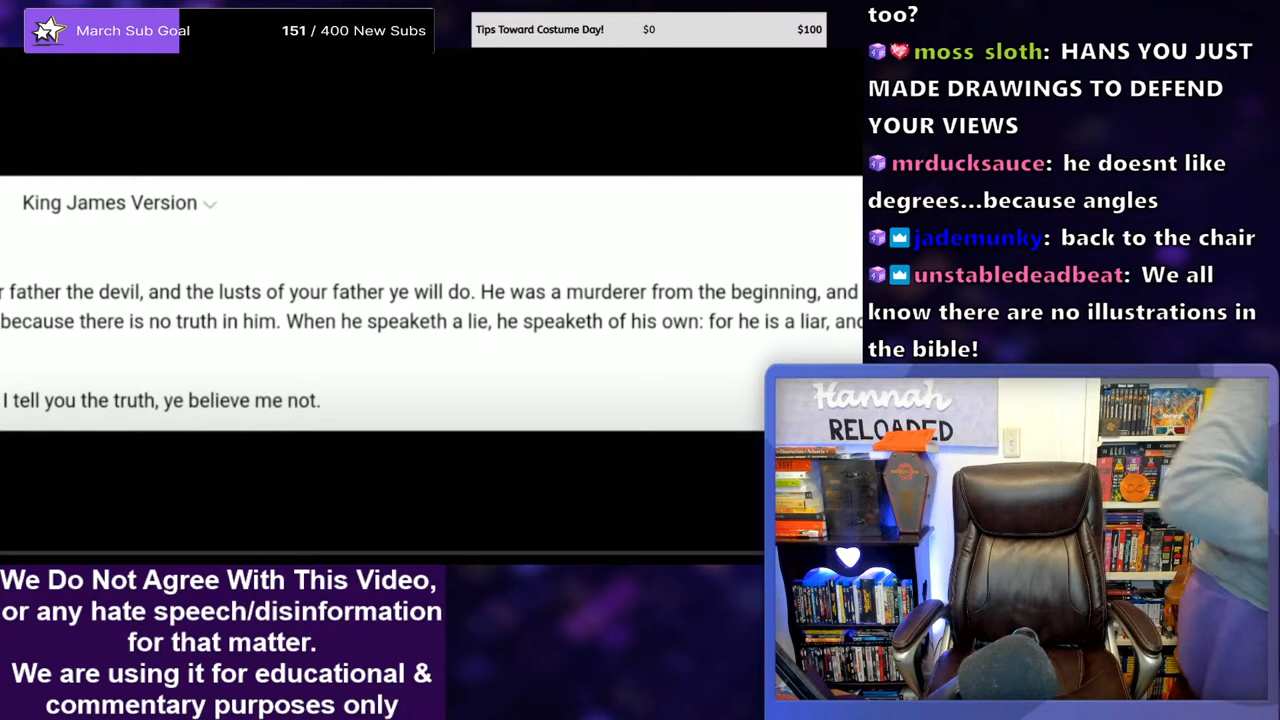 March Sub Goal 151 / 400 New Subs
Tips Toward Costume Day! $0 $100
King James Version
r father the devil, and the lusts of your father ye will do. He was a murderer from the beginning, and
because there is no truth in him. When he speaketh a lie, he speaketh of his own: for he is a liar, and
I tell you the truth, ye believe me not.
too?
moss_sloth: HANS YOU JUST
MADE DRAWINGS TO DEFEND
YOUR VIEWS
mrducksauce: he doesnt like
degrees...because angles
jademunky: back to the chair
unstabledeadbeat: We all
know there are no illustrations in
the bible!
Hannah
RELOADED
We Do Not Agree With This Video,
or any hate speech/disinformation
for that matter.
We are using it for educational &
commentary purposes only